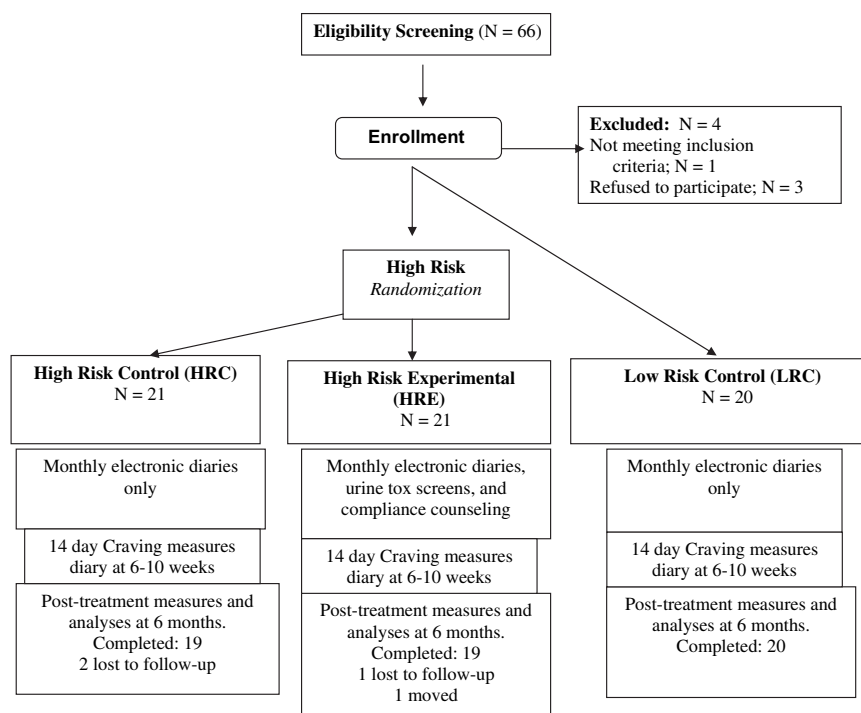 Eligibility Screening (N = 66)
Enrollment
Excluded: N = 4
Not meeting inclusion
criteria; N = 1
Refused to participate; N = 3
High Risk
Randomization
High Risk Control (HRC)
N = 21
High Risk Experimental
(HRE)
N = 21
Low Risk Control (LRC)
N = 20
Monthly electronic diaries
only
Monthly electronic diaries,
urine tox screens, and
compliance counseling
Monthly electronic diaries
only
14 day Craving measures
diary at 6-10 weeks
14 day Craving measures
diary at 6-10 weeks
14 day Craving measures
diary at 6-10 weeks
Post-treatment measures and
analyses at 6 months.
Completed: 19
2 lost to follow-up
Post-treatment measures and
analyses at 6 months.
Completed: 19
1 lost to follow-up
1 moved
Post-treatment measures and
analyses at 6 months.
Completed: 20